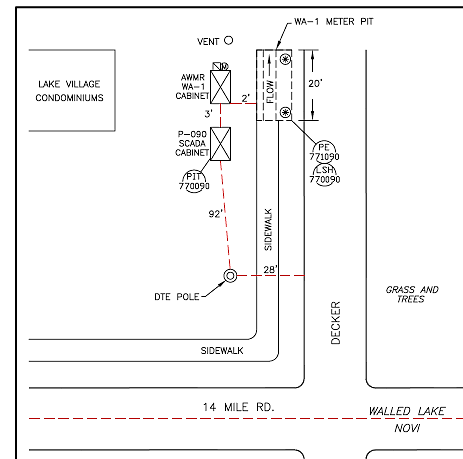 WA-1 METER PIT
VENT
M
LAKE VILLAGE
CONDOMINIUMS
AWMR
WA-1
CABINET
2'
FLOW
20'
3'
P-090
SCADA
CABINET
PIT
770090
PE
771090
LSH
770090
92'
SIDEWALK
28'
DTE POLE
GRASS AND
TREES
DECKER
SIDEWALK
14 MILE RD.
WALLED LAKE
NOVI